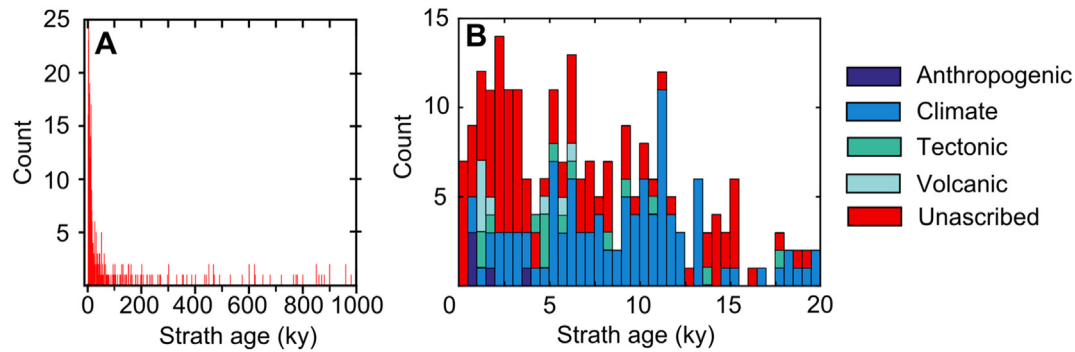 A
25
20
15
10
5
Count
0
200
400
600
800
1000
Strath age (ky)
B
15
10
5
Count
0
5
10
15
20
Strath age (ky)
Anthropogenic
Climate
Tectonic
Volcanic
Unascribed